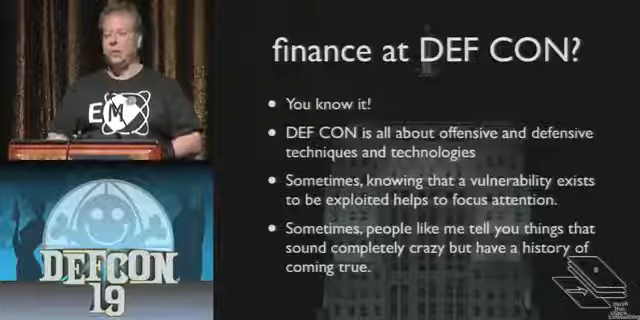 finance at DEF CON?
You know it!
DEF CON is all about offensive and defensive
techniques and technologies
Sometimes, knowing that a vulnerability exists
to be exploited helps to focus attention.
Sometimes, people like me tell you things that
sound completely crazy but have a history of
coming true.
DEFCON
19